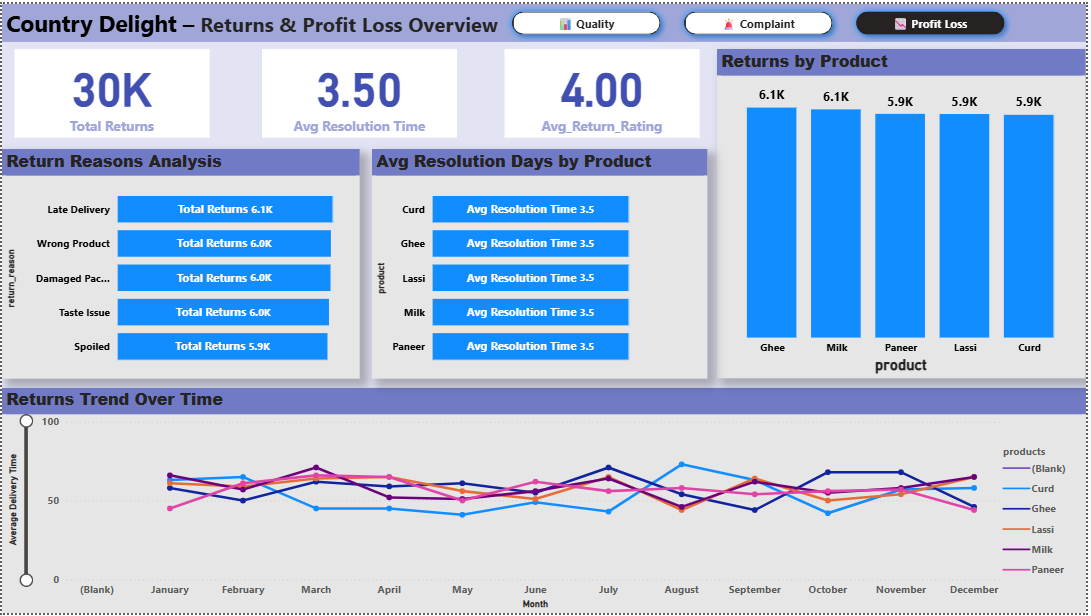 Country Delight – Returns & Profit Loss Overview
Quality
Complaint
Profit Loss
30K
Total Returns
3.50
Avg Resolution Time
4.00
Avg_Return_Rating
Returns by Product
6.1K 6.1K 5.9K 5.9K 5.9K
Ghee Milk Paneer Lassi Curd
product
Return Reasons Analysis
return_reason
Late Delivery Total Returns 6.1K
Wrong Product Total Returns 6.0K
Damaged Pac... Total Returns 6.0K
Taste Issue Total Returns 6.0K
Spoiled Total Returns 5.9K
Avg Resolution Days by Product
product
Curd Avg Resolution Time 3.5
Ghee Avg Resolution Time 3.5
Lassi Avg Resolution Time 3.5
Milk Avg Resolution Time 3.5
Paneer Avg Resolution Time 3.5
Returns Trend Over Time
Average Delivery Time
100
50
0
(Blank) January February March April May June July August September October November December
Month
products
(Blank)
Curd
Ghee
Lassi
Milk
Paneer